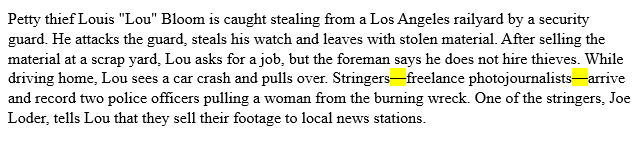 Petty thief Louis "Lou" Bloom is caught stealing from a Los Angeles railyard by a security
guard. He attacks the guard, steals his watch and leaves with stolen material. After selling the
material at a scrap yard, Lou asks for a job, but the foreman says he does not hire thieves. While
driving home, Lou sees a car crash and pulls over. Stringers—freelance photojournalists—arrive
and record two police officers pulling a woman from the burning wreck. One of the stringers, Joe
Loder, tells Lou that they sell their footage to local news stations.